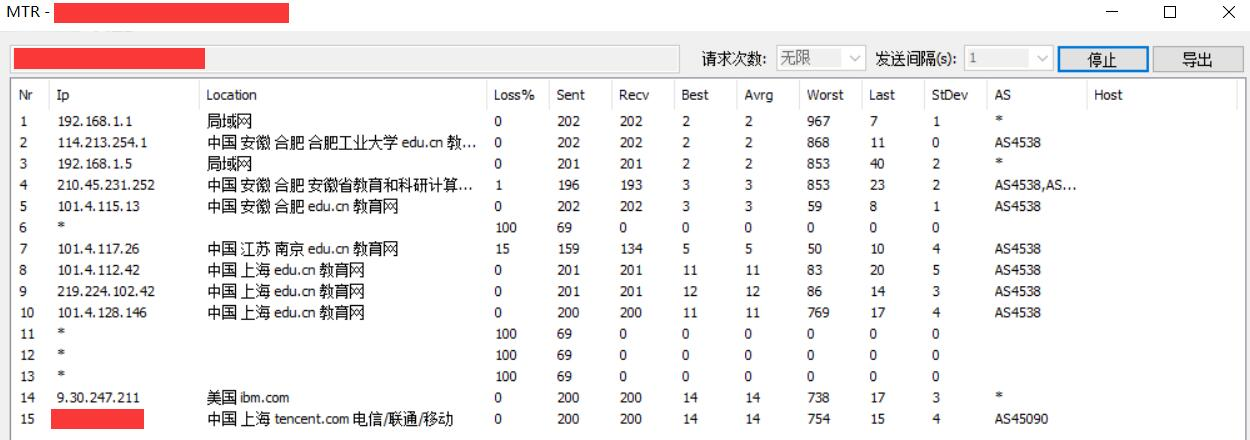 MTR -
请求次数: 无限 发送间隔(s): 1 停止 导出
Nr Ip Location Loss% Sent Recv Best Avrg Worst Last StDev AS Host
1 192.168.1.1 局域网 0 202 202 2 2 967 7 1 *
2 114.213.254.1 中国 安徽 合肥 合肥工业大学 edu.cn 教... 0 202 202 2 2 868 11 0 AS4538
3 192.168.1.5 局域网 0 201 201 2 2 853 40 2 *
4 210.45.231.252 中国 安徽 合肥 安徽省教育和科研计算... 1 196 193 3 3 853 23 2 AS4538,AS...
5 101.4.115.13 中国 安徽 合肥 edu.cn 教育网 0 202 202 3 3 59 8 1 AS4538
6 * 100 69 0 0 0 0 0 0
7 101.4.117.26 中国 江苏 南京 edu.cn 教育网 15 159 134 5 5 50 10 4 AS4538
8 101.4.112.42 中国 上海 edu.cn 教育网 0 201 201 11 11 83 20 5 AS4538
9 219.224.102.42 中国 上海 edu.cn 教育网 0 201 201 12 12 86 14 3 AS4538
10 101.4.128.146 中国 上海 edu.cn 教育网 0 200 200 11 11 769 17 4 AS4538
11 * 100 69 0 0 0 0 0 0
12 * 100 69 0 0 0 0 0 0
13 * 100 69 0 0 0 0 0 0
14 9.30.247.211 美国 ibm.com 0 200 200 14 14 738 17 3 *
15 中国 上海 tencent.com 电信/联通/移动 0 200 200 14 14 754 15 4 AS45090